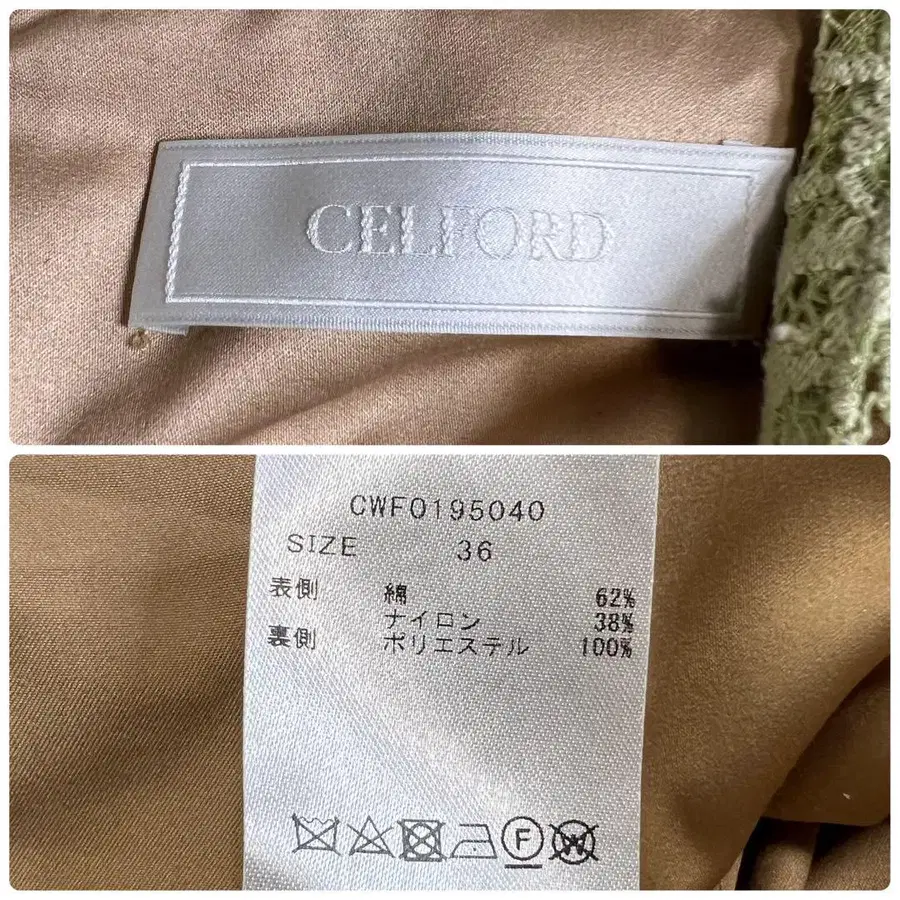 CELFORD
CWF0195040
SIZE 36
表側 綿 62%
ナイロン 38%
裏側 ポリエステル 100%
F W